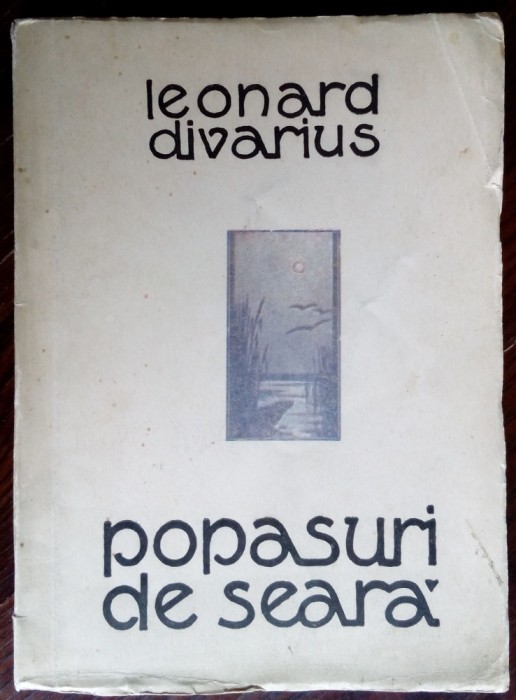 leonard
divarius
popasuri
de seară